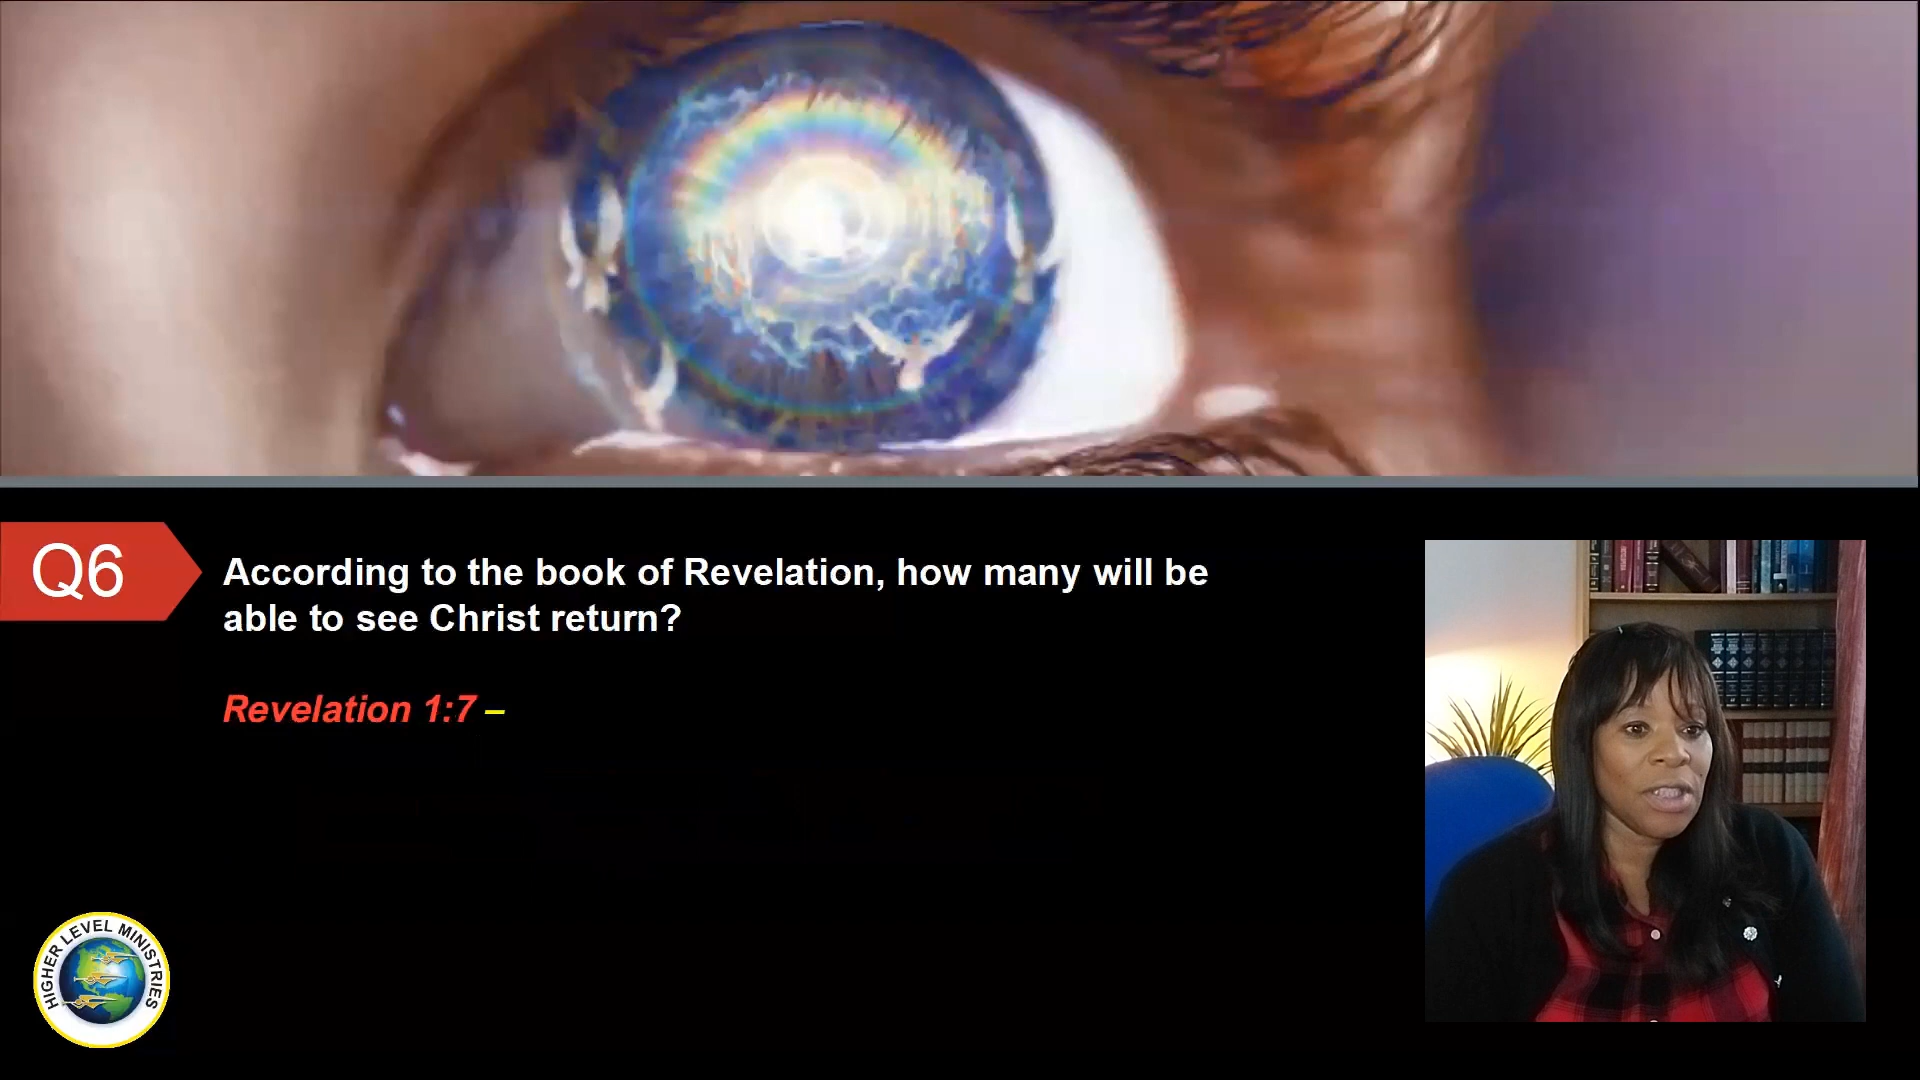 Q6
According to the book of Revelation, how many will be
able to see Christ return?
Revelation 1:7 –
HIGHER LEVEL MINISTRIES